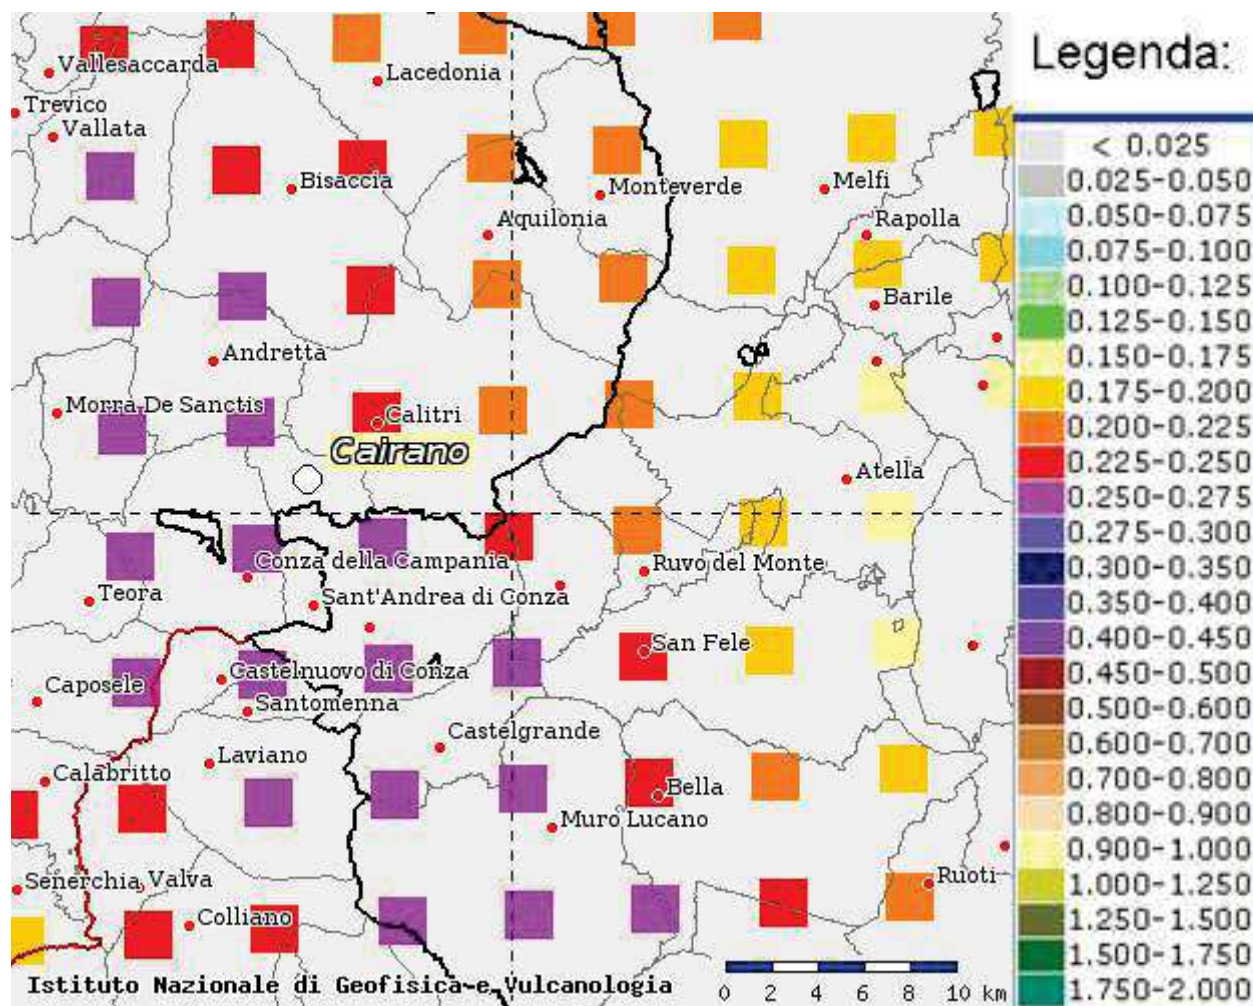 Legenda:
Vallesaccarda
Lacedonia
Trevico
Vallata
Bisaccia
Monteverde
Melfi
Aquilonia
Rapolla
Barile
Andretta
Morra De Sanctis
Calitri
Cairano
Atella
Conza della Campania
Ruvo del Monte
Teora
Sant'Andrea di Conza
San Fele
Castelnuovo di Conza
Caposele
Santomenna
Castelgrande
Laviano
Calabritto
Bella
Muro Lucano
Senerchia
Valva
Ruoti
Colliano
Istituto Nazionale di Geofisica e Vulcanologia
0 2 4 6 8 10 km
< 0.025
0.025-0.050
0.050-0.075
0.075-0.100
0.100-0.125
0.125-0.150
0.150-0.175
0.175-0.200
0.200-0.225
0.225-0.250
0.250-0.275
0.275-0.300
0.300-0.350
0.350-0.400
0.400-0.450
0.450-0.500
0.500-0.600
0.600-0.700
0.700-0.800
0.800-0.900
0.900-1.000
1.000-1.250
1.250-1.500
1.500-1.750
1.750-2.000